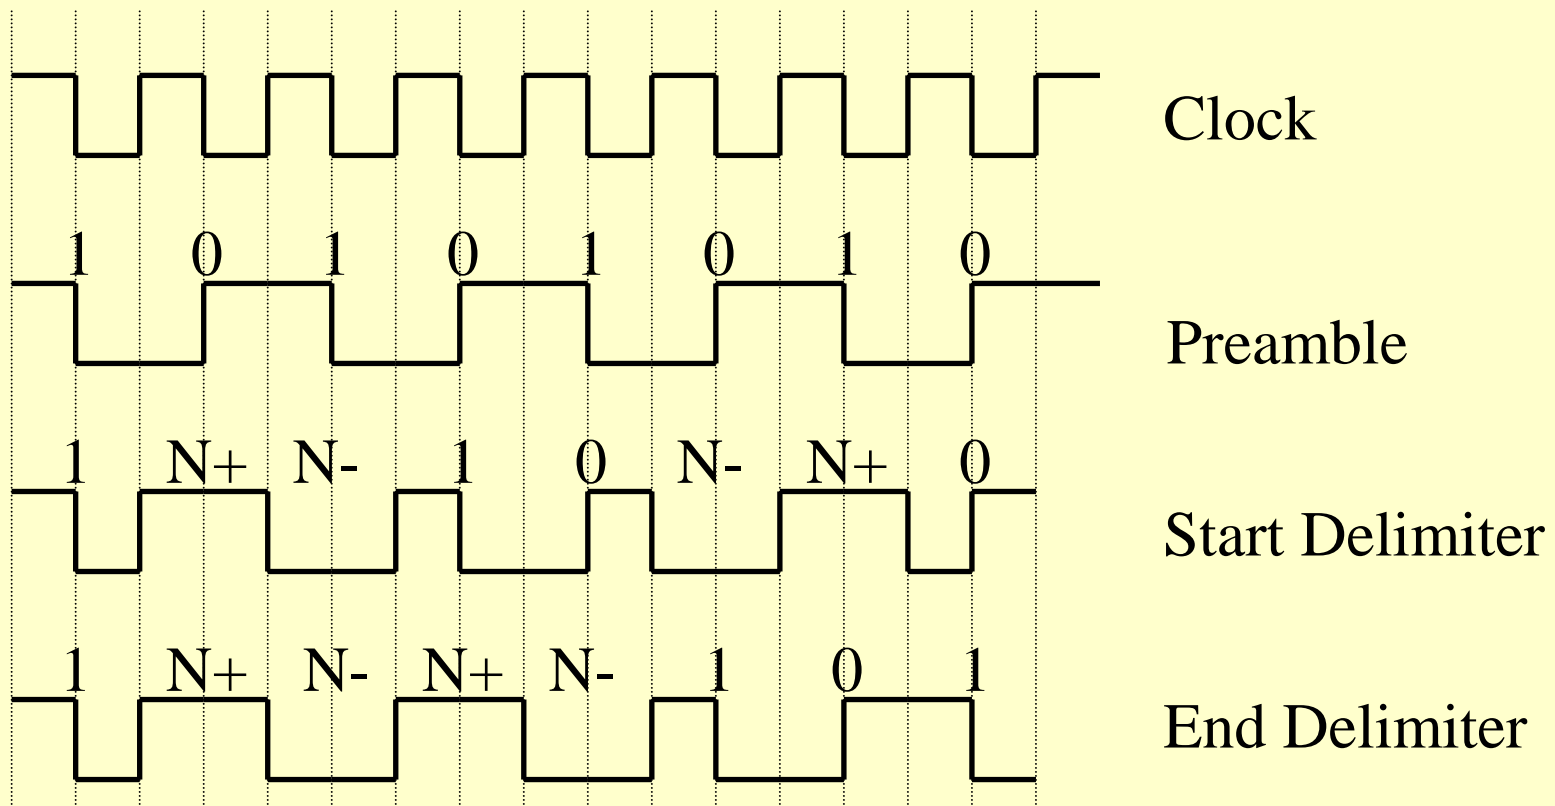 Clock
1 0 1 0 1 0 1 0
Preamble
1 N+ N- 1 0 N- N+ 0
Start Delimiter
1 N+ N- N+ N- 1 0 1
End Delimiter